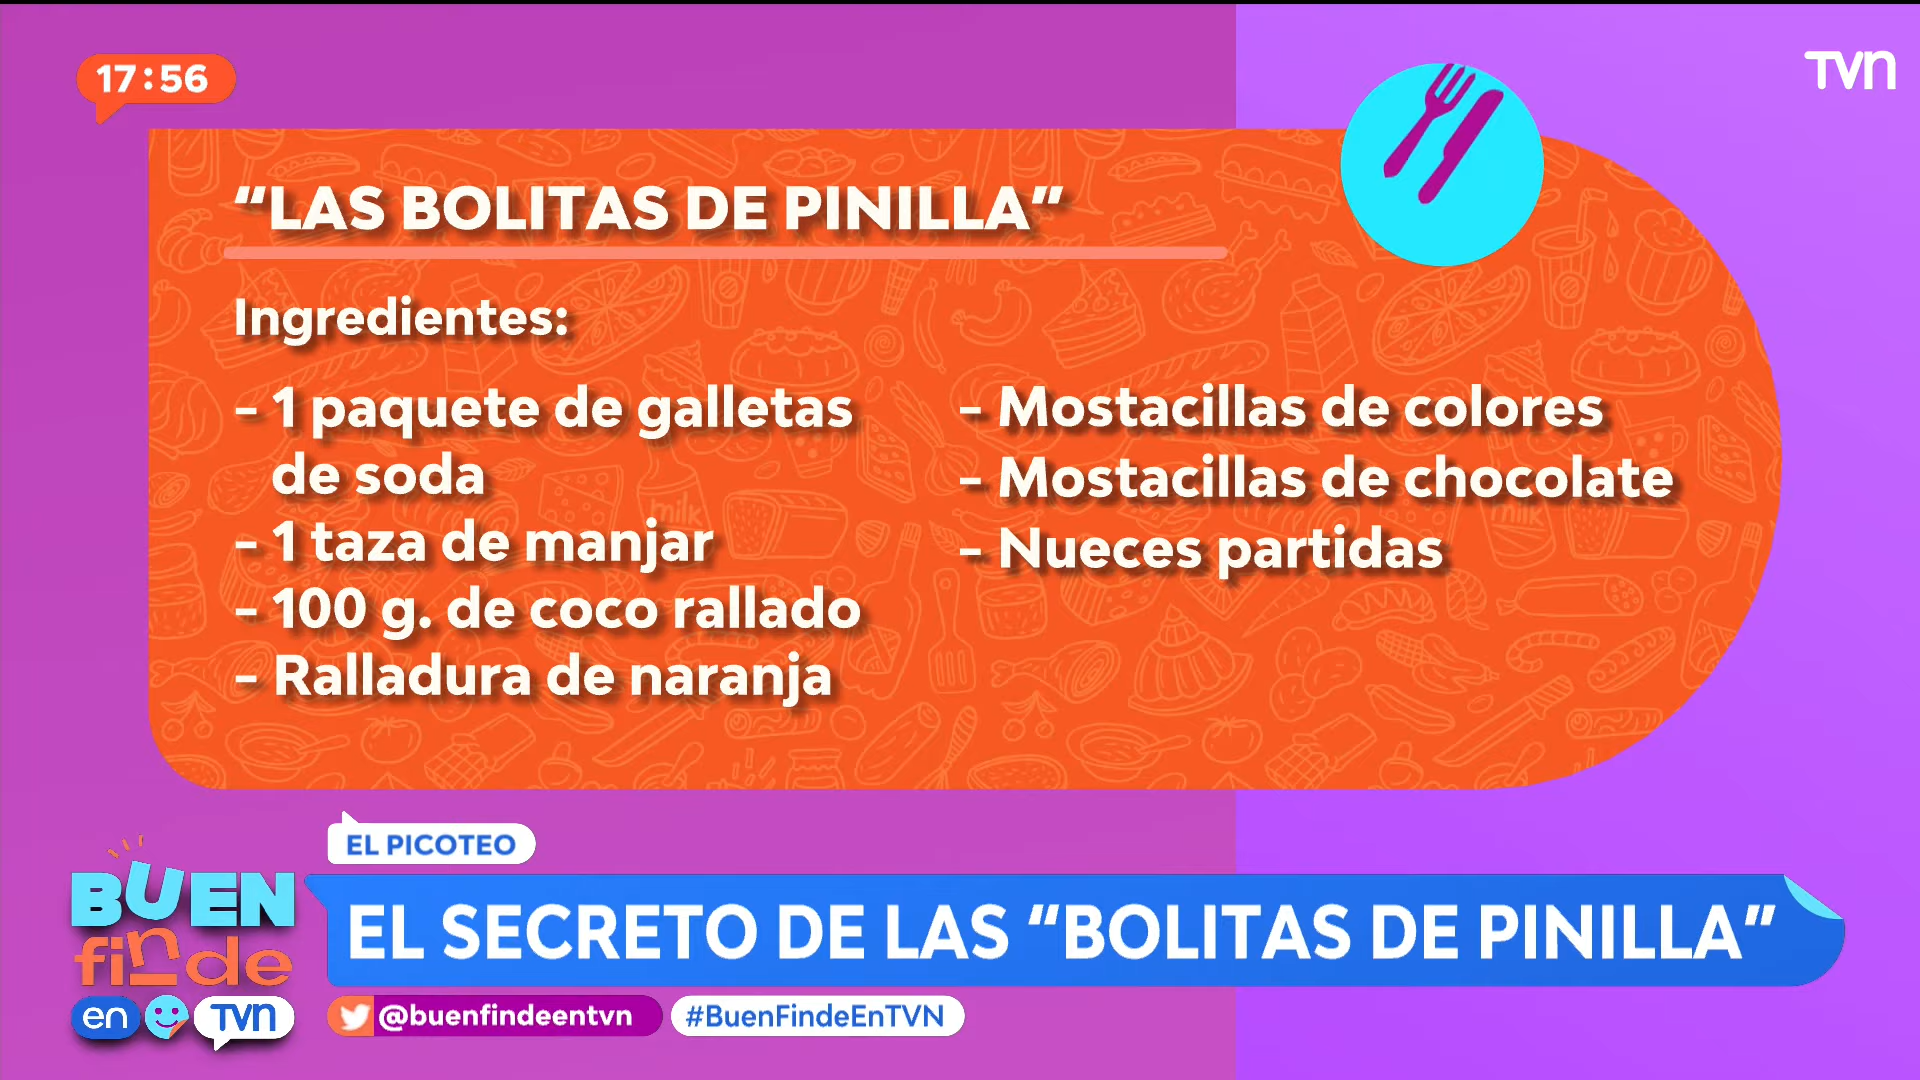 17:56
TVN
“LAS BOLITAS DE PINILLA”
Ingredientes:
- 1 paquete de galletas
de soda
- 1 taza de manjar
- 100 g. de coco rallado
- Ralladura de naranja
- Mostacillas de colores
- Mostacillas de chocolate
- Nueces partidas
milk
milk
EL PICOTEO
EL SECRETO DE LAS “BOLITAS DE PINILLA”
BUEN
finde
en TVN
@buenfindeentvn
#BuenFindeEnTVN